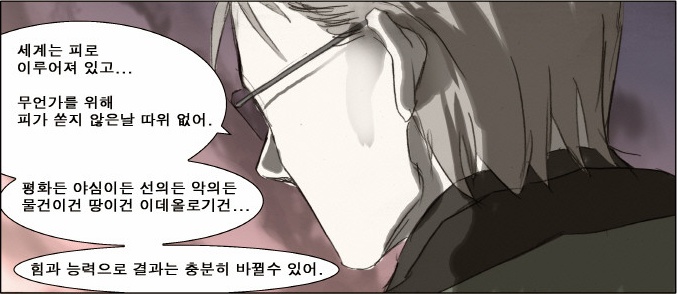 세계는 피로
이루어져 있고...
무언가를 위해
피가 쏟지 않은날 따위 없어.
평화든 야심이든 선의든 악의든
물건이건 땅이건 이데올로기건...
힘과 능력으로 결과는 충분히 바뀔수 있어.